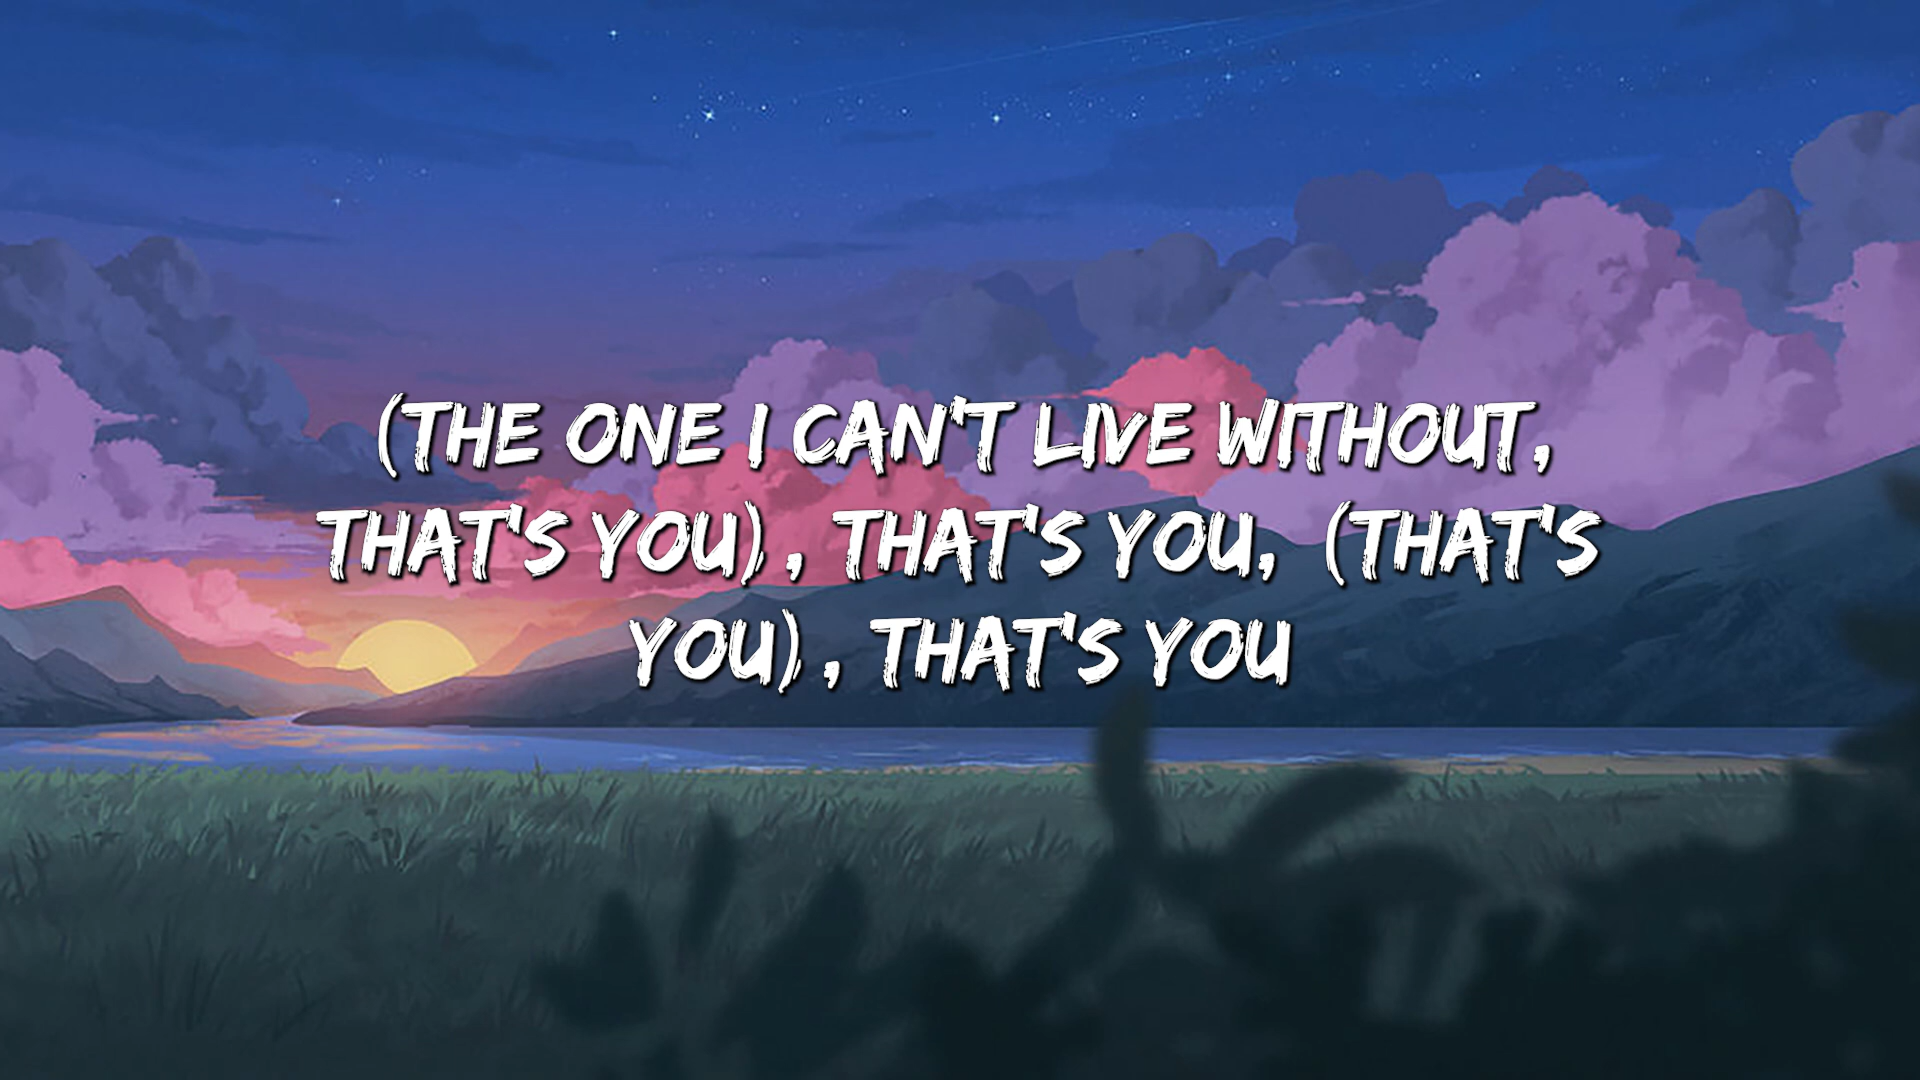 (THE ONE I CAN'T LIVE WITHOUT,
THAT'S YOU), THAT'S YOU, (THAT'S
YOU), THAT'S YOU